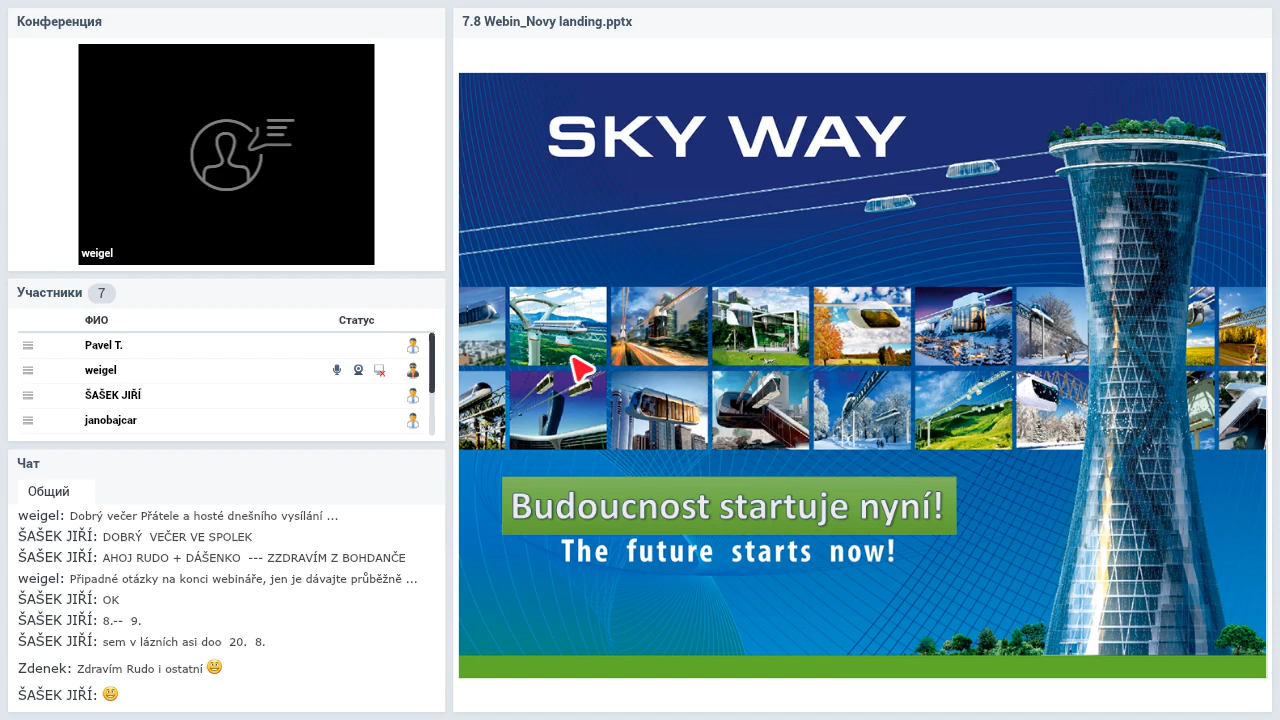 Конференция
weigel
Участники 7
ФИО Статус
Pavel T.
weigel
ŠAŠEK JIŘÍ
janobajcar
Чат
Общий
weigel: Dobrý večer Přátele a hosté dnešního vysílání ...
ŠAŠEK JIŘÍ: DOBRÝ  VEČER VE SPOLEK
ŠAŠEK JIŘÍ: AHOJ RUDO + DÁŠENKO  --- ZZDRAVÍM Z BOHDANČE
weigel: Připadné otázky na konci webináře, jen je dávajte průběžně ...
ŠAŠEK JIŘÍ: OK
ŠAŠEK JIŘÍ: 8.--  9.
ŠAŠEK JIŘÍ: sem v lázních asi doo  20.  8.
Zdenek: Zdravím Rudo i ostatní
ŠAŠEK JIŘÍ:
7.8 Webin_Novy landing.pptx
SKY WAY
Budoucnost startuje nyní!
The future starts now!